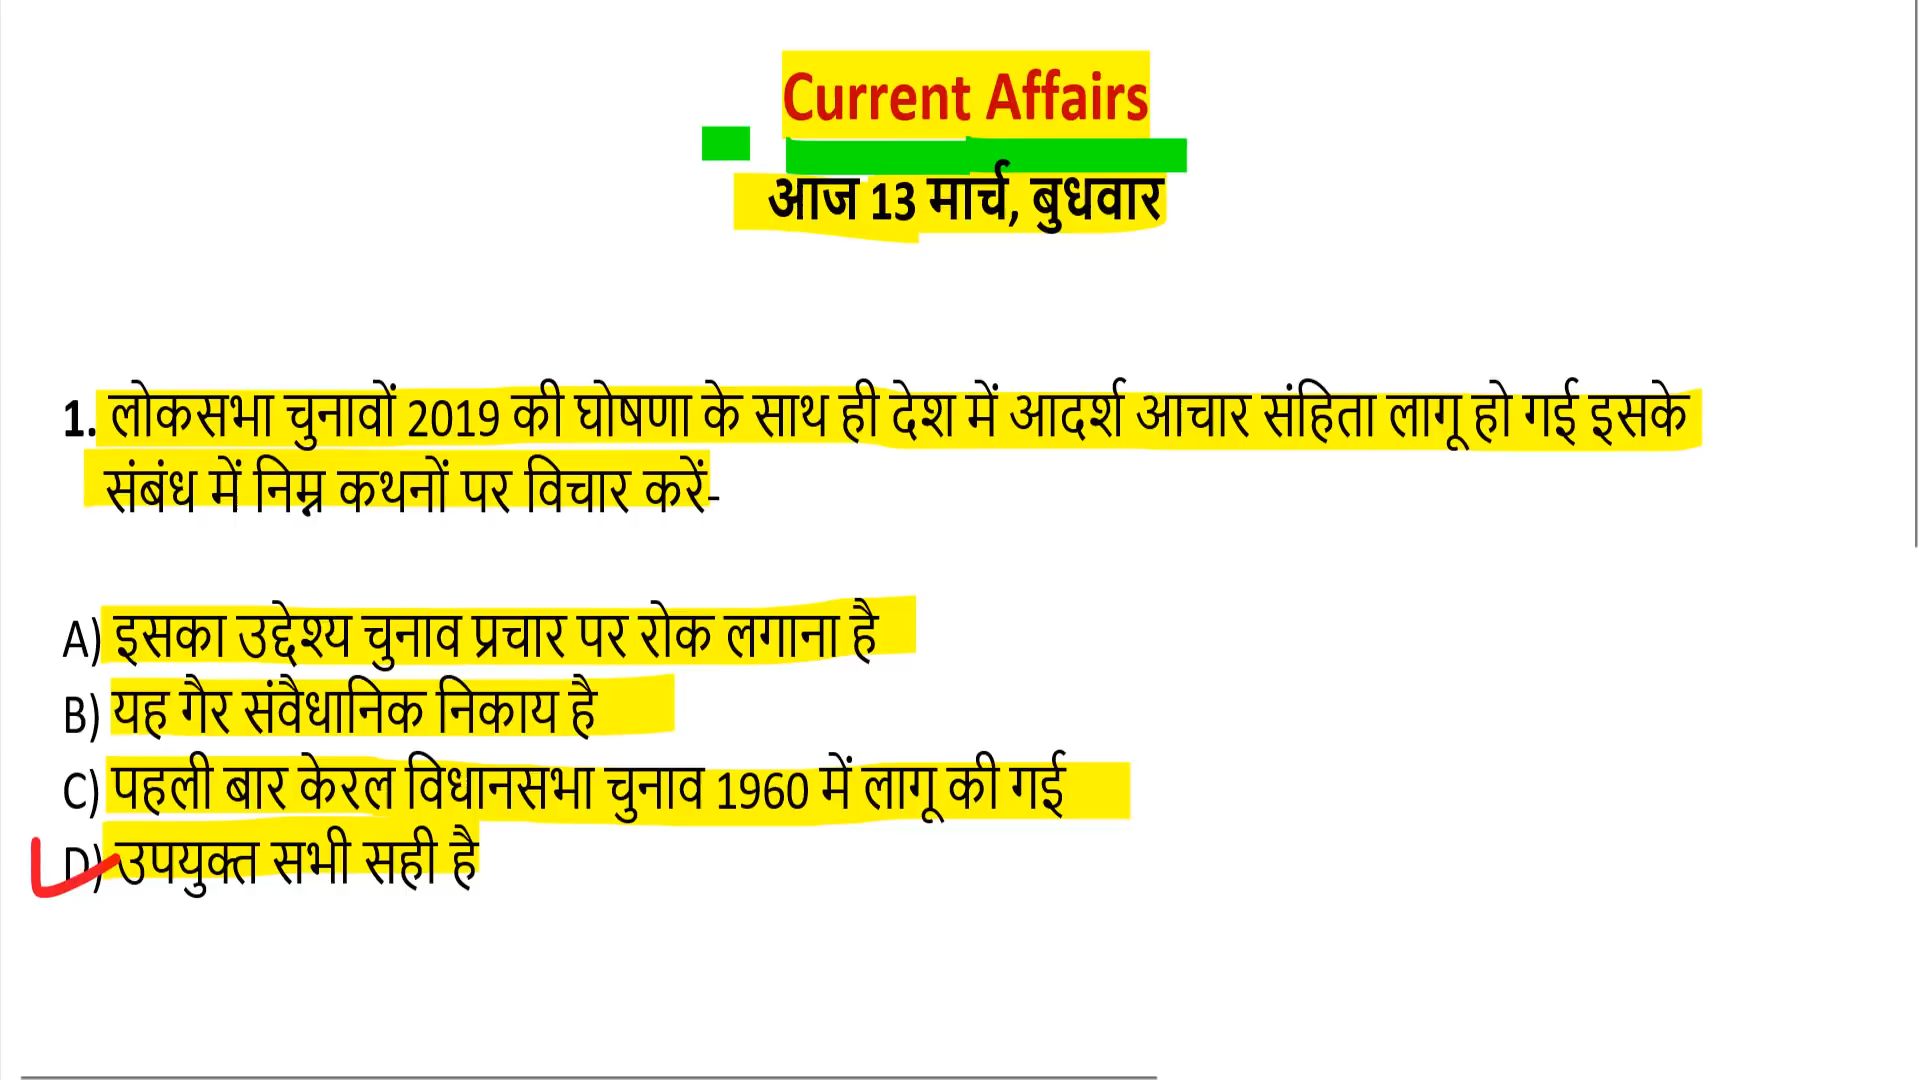 Current Affairs
आज 13 मार्च, बुधवार
1. लोकसभा चुनावों 2019 की घोषणा के साथ ही देश में आदर्श आचार संहिता लागू हो गई इसके
संबंध में निम्न कथनों पर विचार करें-
A) इसका उद्देश्य चुनाव प्रचार पर रोक लगाना है
B) यह गैर संवैधानिक निकाय है
C) पहली बार केरल विधानसभा चुनाव 1960 में लागू की गई
D) उपयुक्त सभी सही है